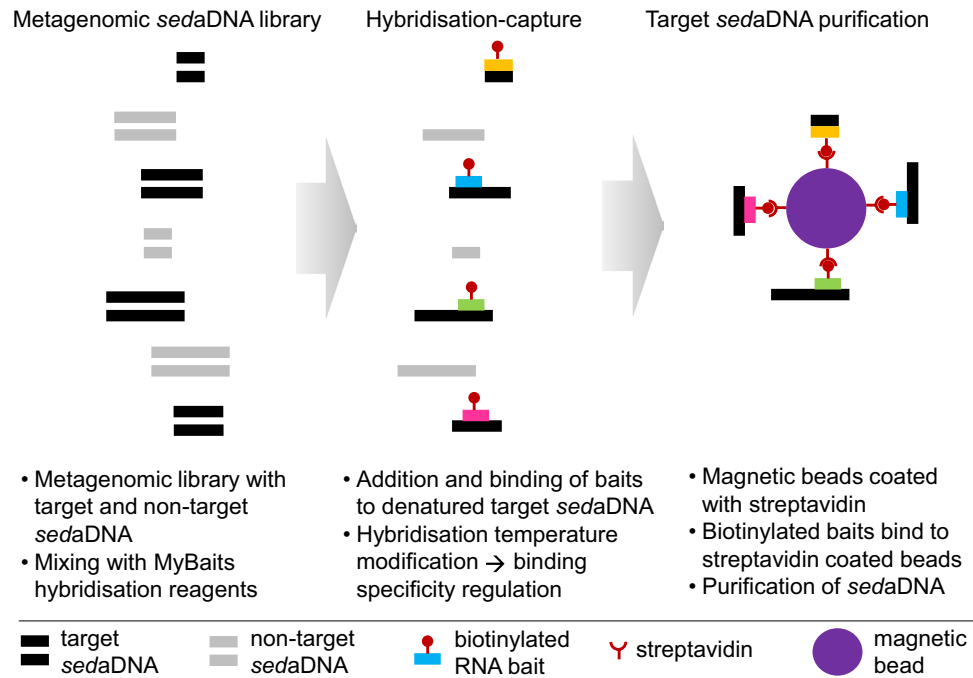 Metagenomic sedaDNA library
Hybridisation-capture
Target sedaDNA purification
• Metagenomic library with
target and non-target
sedaDNA
• Mixing with MyBaits
hybridisation reagents
• Addition and binding of baits
to denatured target sedaDNA
• Hybridisation temperature
modification → binding
specificity regulation
• Magnetic beads coated
with streptavidin
• Biotinylated baits bind to
streptavidin coated beads
• Purification of sedaDNA
target
sedaDNA
non-target
sedaDNA
biotinylated
RNA bait
streptavidin
magnetic
bead